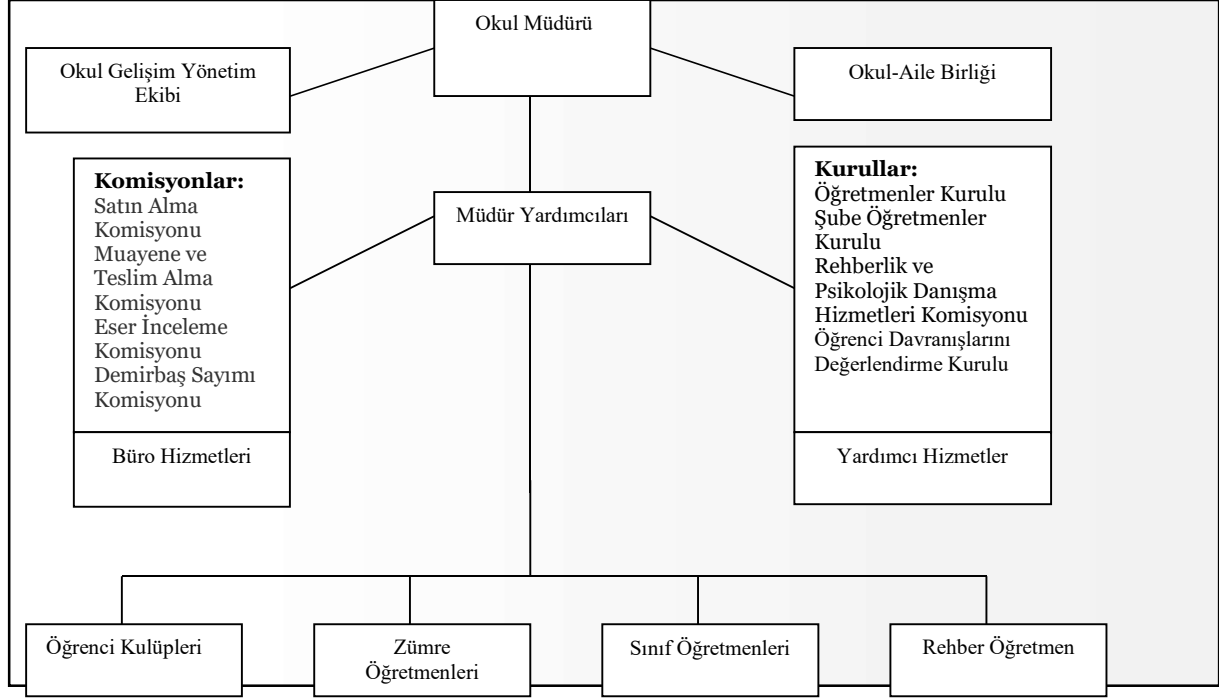 Okul Müdürü
Okul Gelişim Yönetim
Ekibi
Okul-Aile Birliği
Komisyonlar:
Satın Alma
Komisyonu
Muayene ve
Teslim Alma
Komisyonu
Eser İnceleme
Komisyonu
Demirbaş Sayımı
Komisyonu
Müdür Yardımcıları
Kurullar:
Öğretmenler Kurulu
Şube Öğretmenler
Kurulu
Rehberlik ve
Psikolojik Danışma
Hizmetleri Komisyonu
Öğrenci Davranışlarını
Değerlendirme Kurulu
Büro Hizmetleri
Yardımcı Hizmetler
Öğrenci Kulüpleri
Zümre
Öğretmenleri
Sınıf Öğretmenleri
Rehber Öğretmen